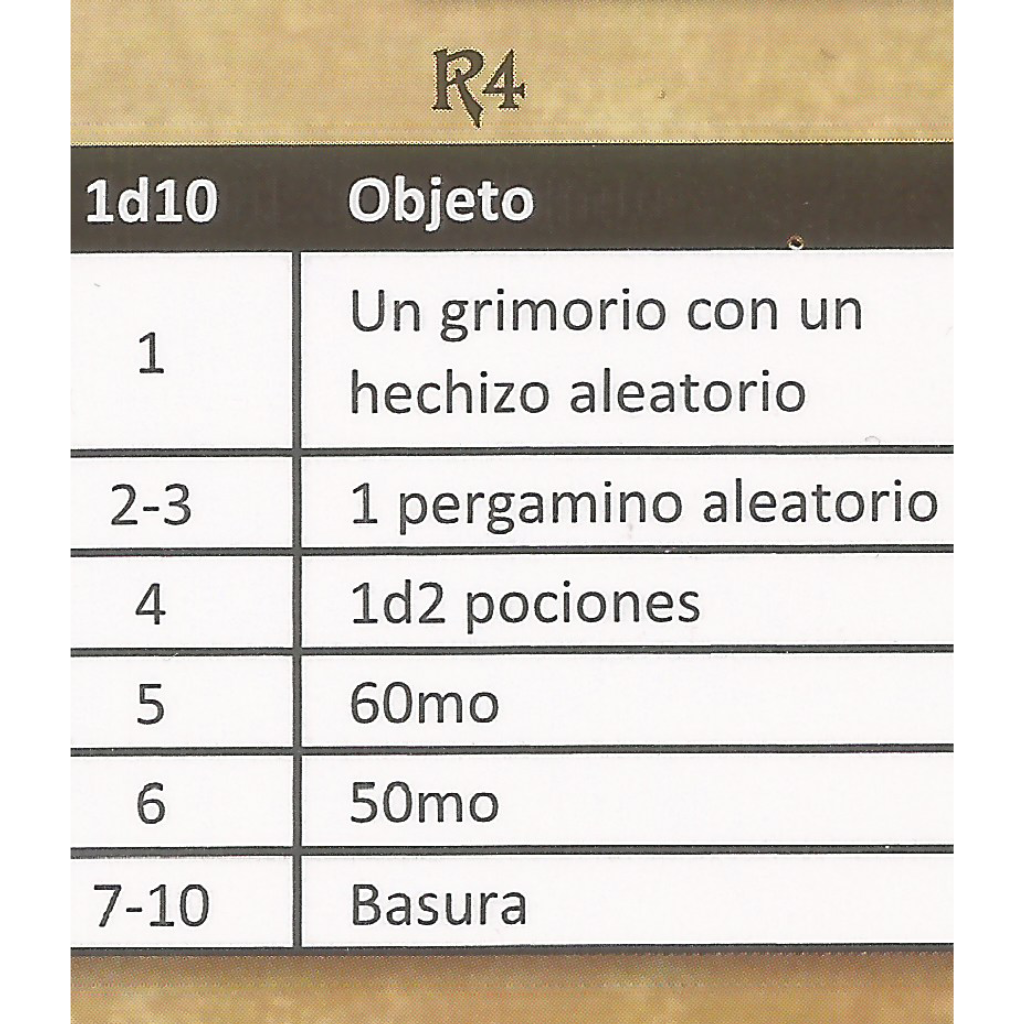 R4
1d10 Objeto
1 Un grimorio con un
hechizo aleatorio
2-3 1 pergamino aleatorio
4 1d2 pociones
5 60mo
6 50mo
7-10 Basura